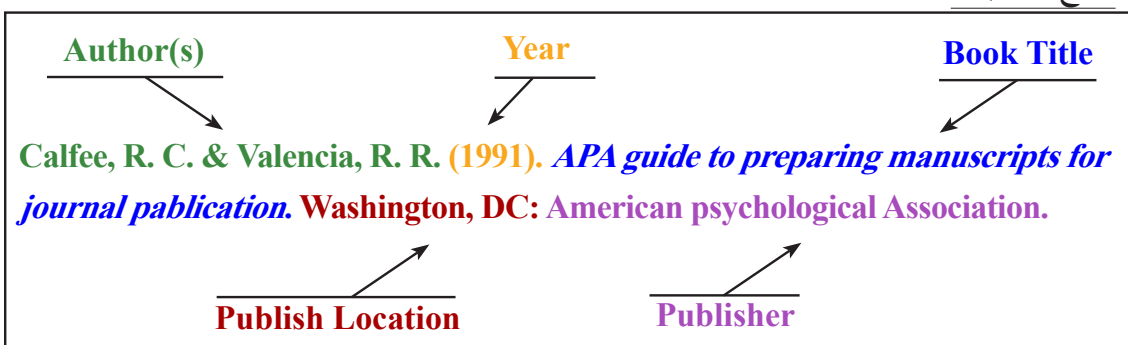 Author(s) Year Book Title
Calfee, R. C. & Valencia, R. R. (1991). APA guide to preparing manuscripts for
journal pablication. Washington, DC: American psychological Association.
Publish Location Publisher